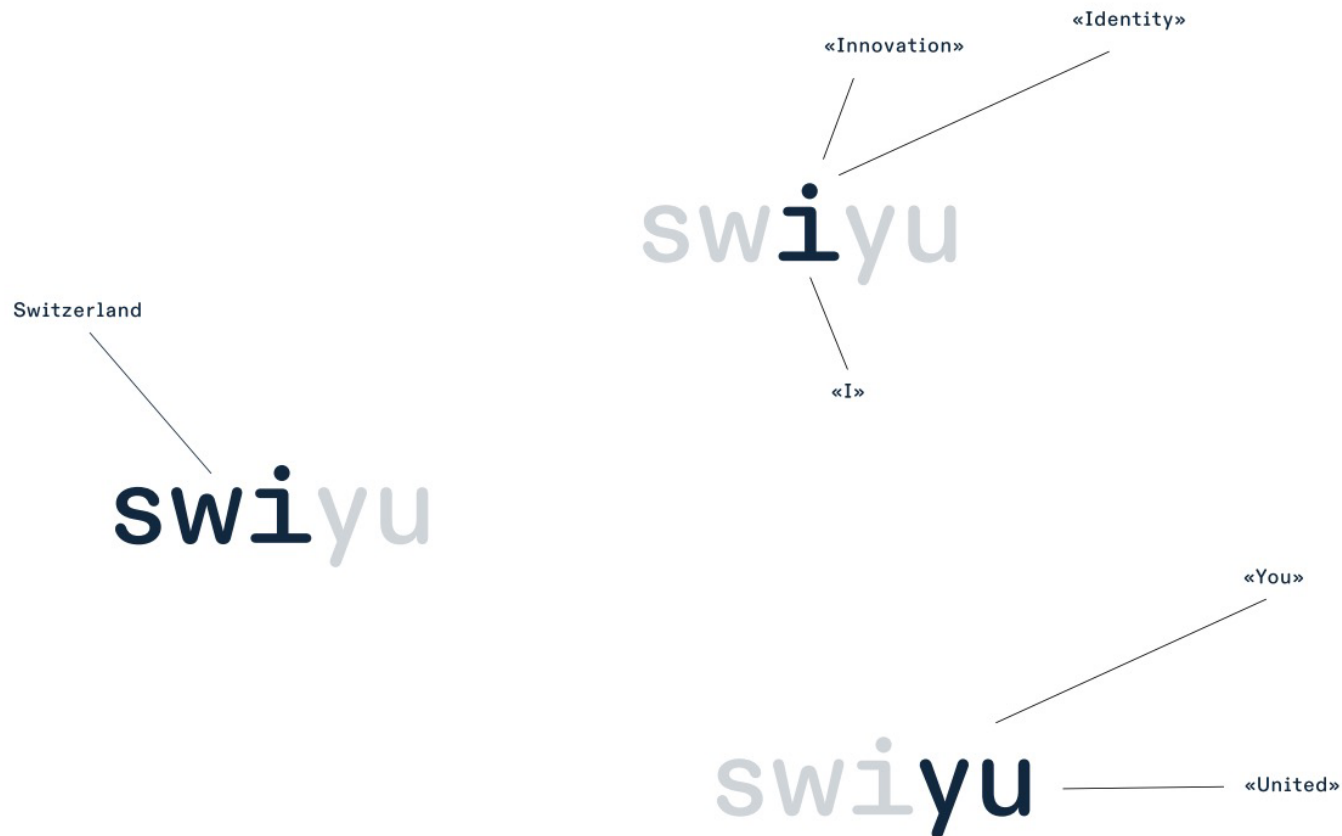 «Identity»
«Innovation»
swiyu
Switzerland
«I»
swiyu
«You»
swiyu
«United»